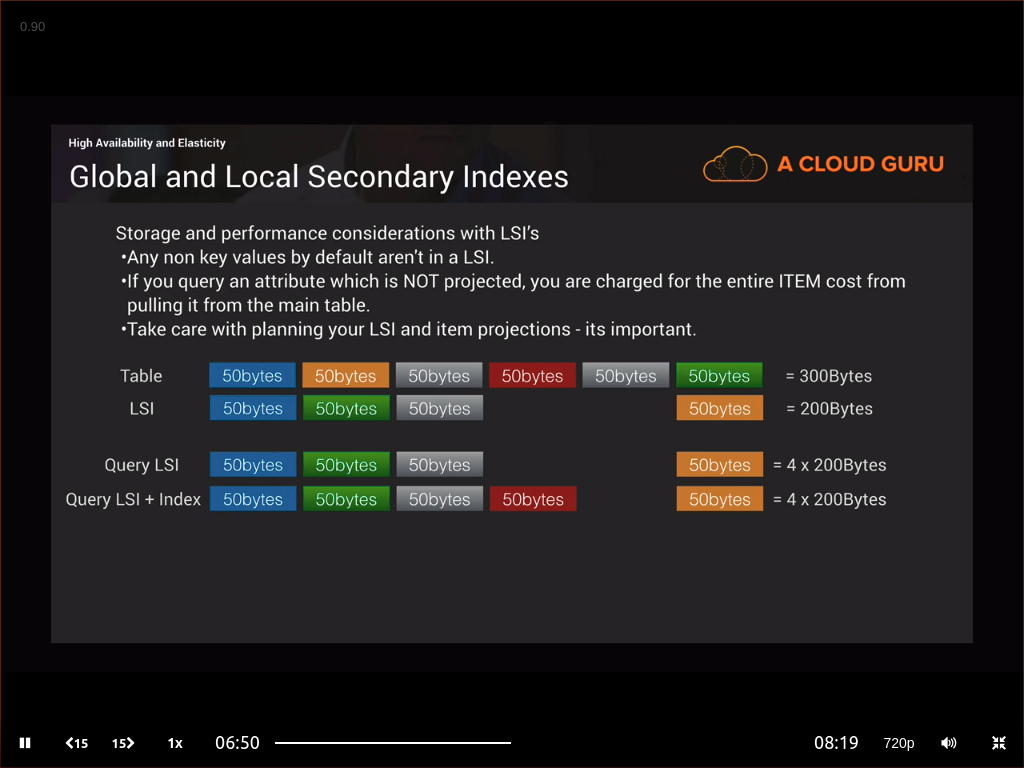 0.90
High Availability and Elasticity
Global and Local Secondary Indexes
A CLOUD GURU
Storage and performance considerations with LSI's
•Any non key values by default aren't in a LSI.
•If you query an attribute which is NOT projected, you are charged for the entire ITEM cost from
pulling it from the main table.
•Take care with planning your LSI and item projections - its important.
Table 50bytes 50bytes 50bytes 50bytes 50bytes 50bytes = 300Bytes
LSI 50bytes 50bytes 50bytes 50bytes = 200Bytes
Query LSI 50bytes 50bytes 50bytes 50bytes = 4 x 200Bytes
Query LSI + Index 50bytes 50bytes 50bytes 50bytes 50bytes = 4 x 200Bytes
15 15 1x 06:50 08:19 720p